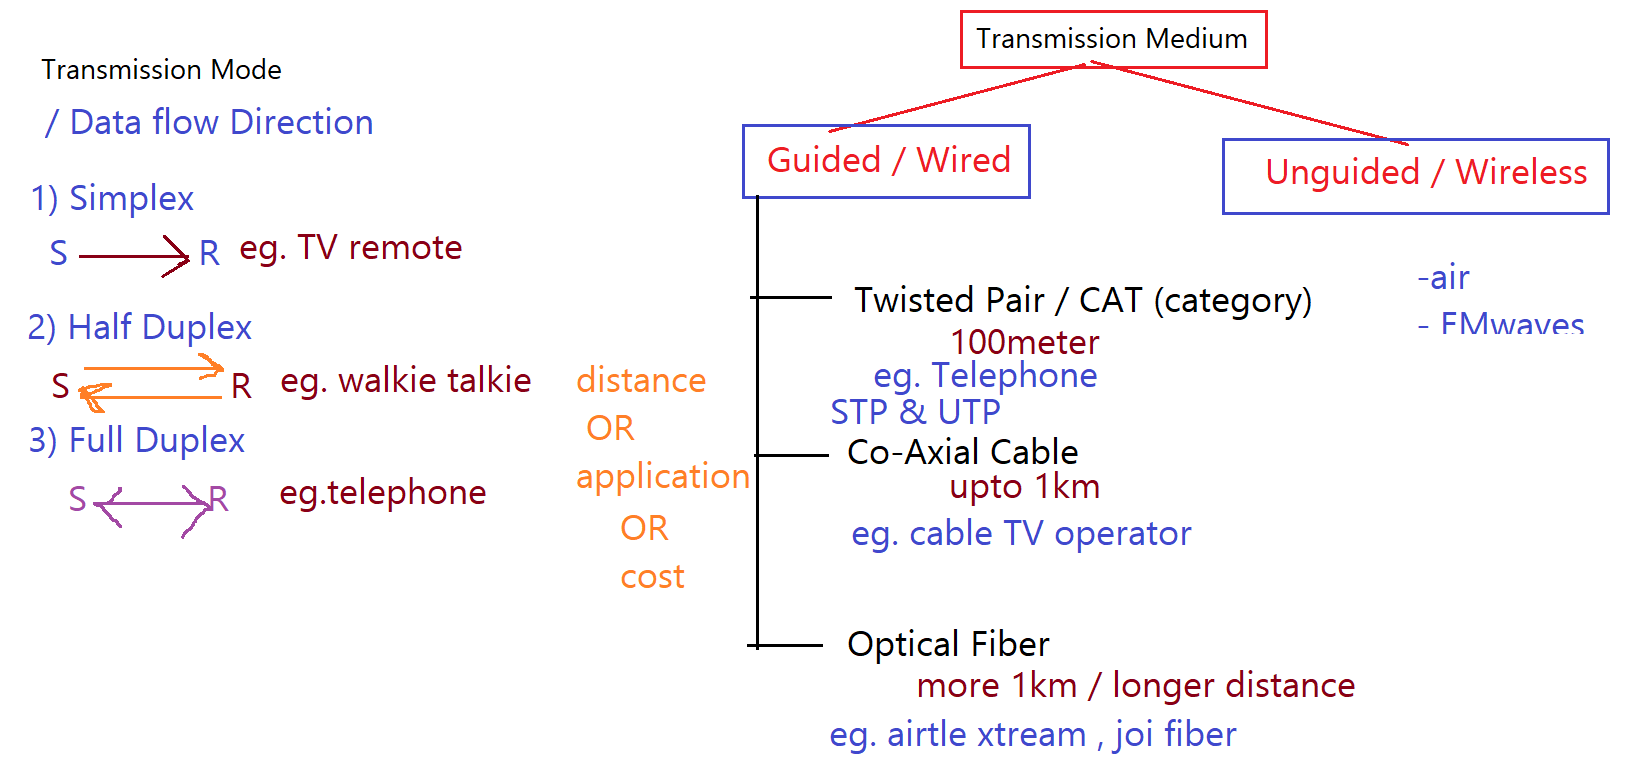 Transmission Mode
/ Data flow Direction
1) Simplex
S R eg. TV remote
2) Half Duplex
S R eg. walkie talkie
3) Full Duplex
S R eg.telephone
distance
OR
application
OR
cost
Transmission Medium
Guided / Wired
Unguided / Wireless
Twisted Pair / CAT (category)
100meter
eg. Telephone
STP & UTP
Co-Axial Cable
upto 1km
eg. cable TV operator
Optical Fiber
more 1km / longer distance
eg. airtle xtream , joi fiber
-air
- FMwaves